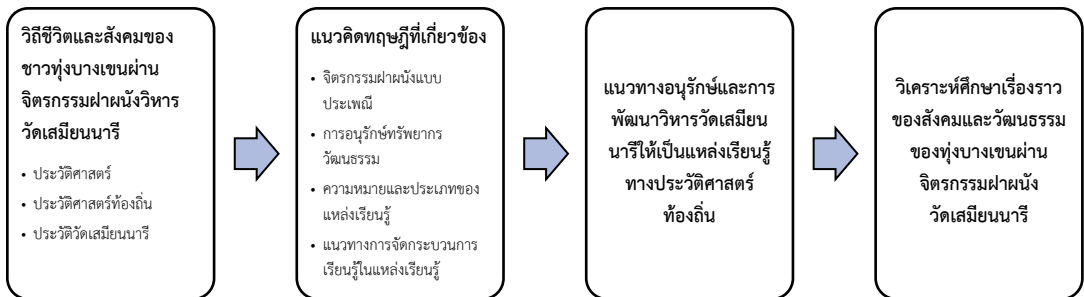 วิถีชีวิตและสังคมของ
ชาวทุ่งบางเขนผ่าน
จิตรกรรมฝาผนังวิหาร
วัดเสมียนนารี
• ประวัติศาสตร์
• ประวัติศาสตร์ท้องถิ่น
• ประวัติวัดเสมียนนารี
แนวคิดทฤษฎีที่เกี่ยวข้อง
• จิตรกรรมฝาผนังแบบ
ประเพณี
• การอนุรักษ์ทรัพยากร
วัฒนธรรม
• ความหมายและประเภทของ
แหล่งเรียนรู้
• แนวทางการจัดกระบวนการ
เรียนรู้ในแหล่งเรียนรู้
แนวทางอนุรักษ์และการ
พัฒนาวิหารวัดเสมียน
นารีให้เป็นแหล่งเรียนรู้
ทางประวัติศาสตร์
ท้องถิ่น
วิเคราะห์ศึกษาเรื่องราว
ของสังคมและวัฒนธรรม
ของทุ่งบางเขนผ่าน
จิตรกรรมฝาผนัง
วัดเสมียนนารี